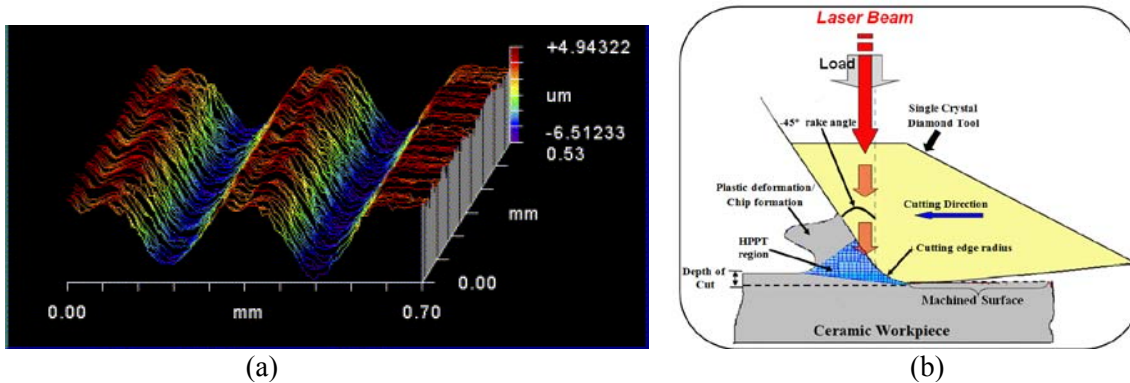 +4.94322
um
-6.51233
0.53
mm
0.00
0.00
mm
0.70
(a)
Laser Beam
Load
-45° rake angle
Single Crystal
Diamond Tool
Plastic deformation/
Chip formation
Cutting Direction
HPPT
region
Cutting edge radius
Depth of
Cut
Machined Surface
Ceramic Workpiece
(b)